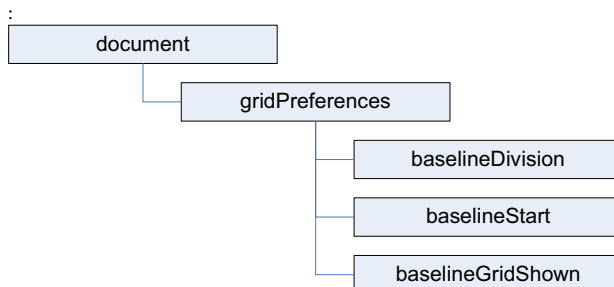 :
document
gridPreferences
baselineDivision
baselineStart
baselineGridShown